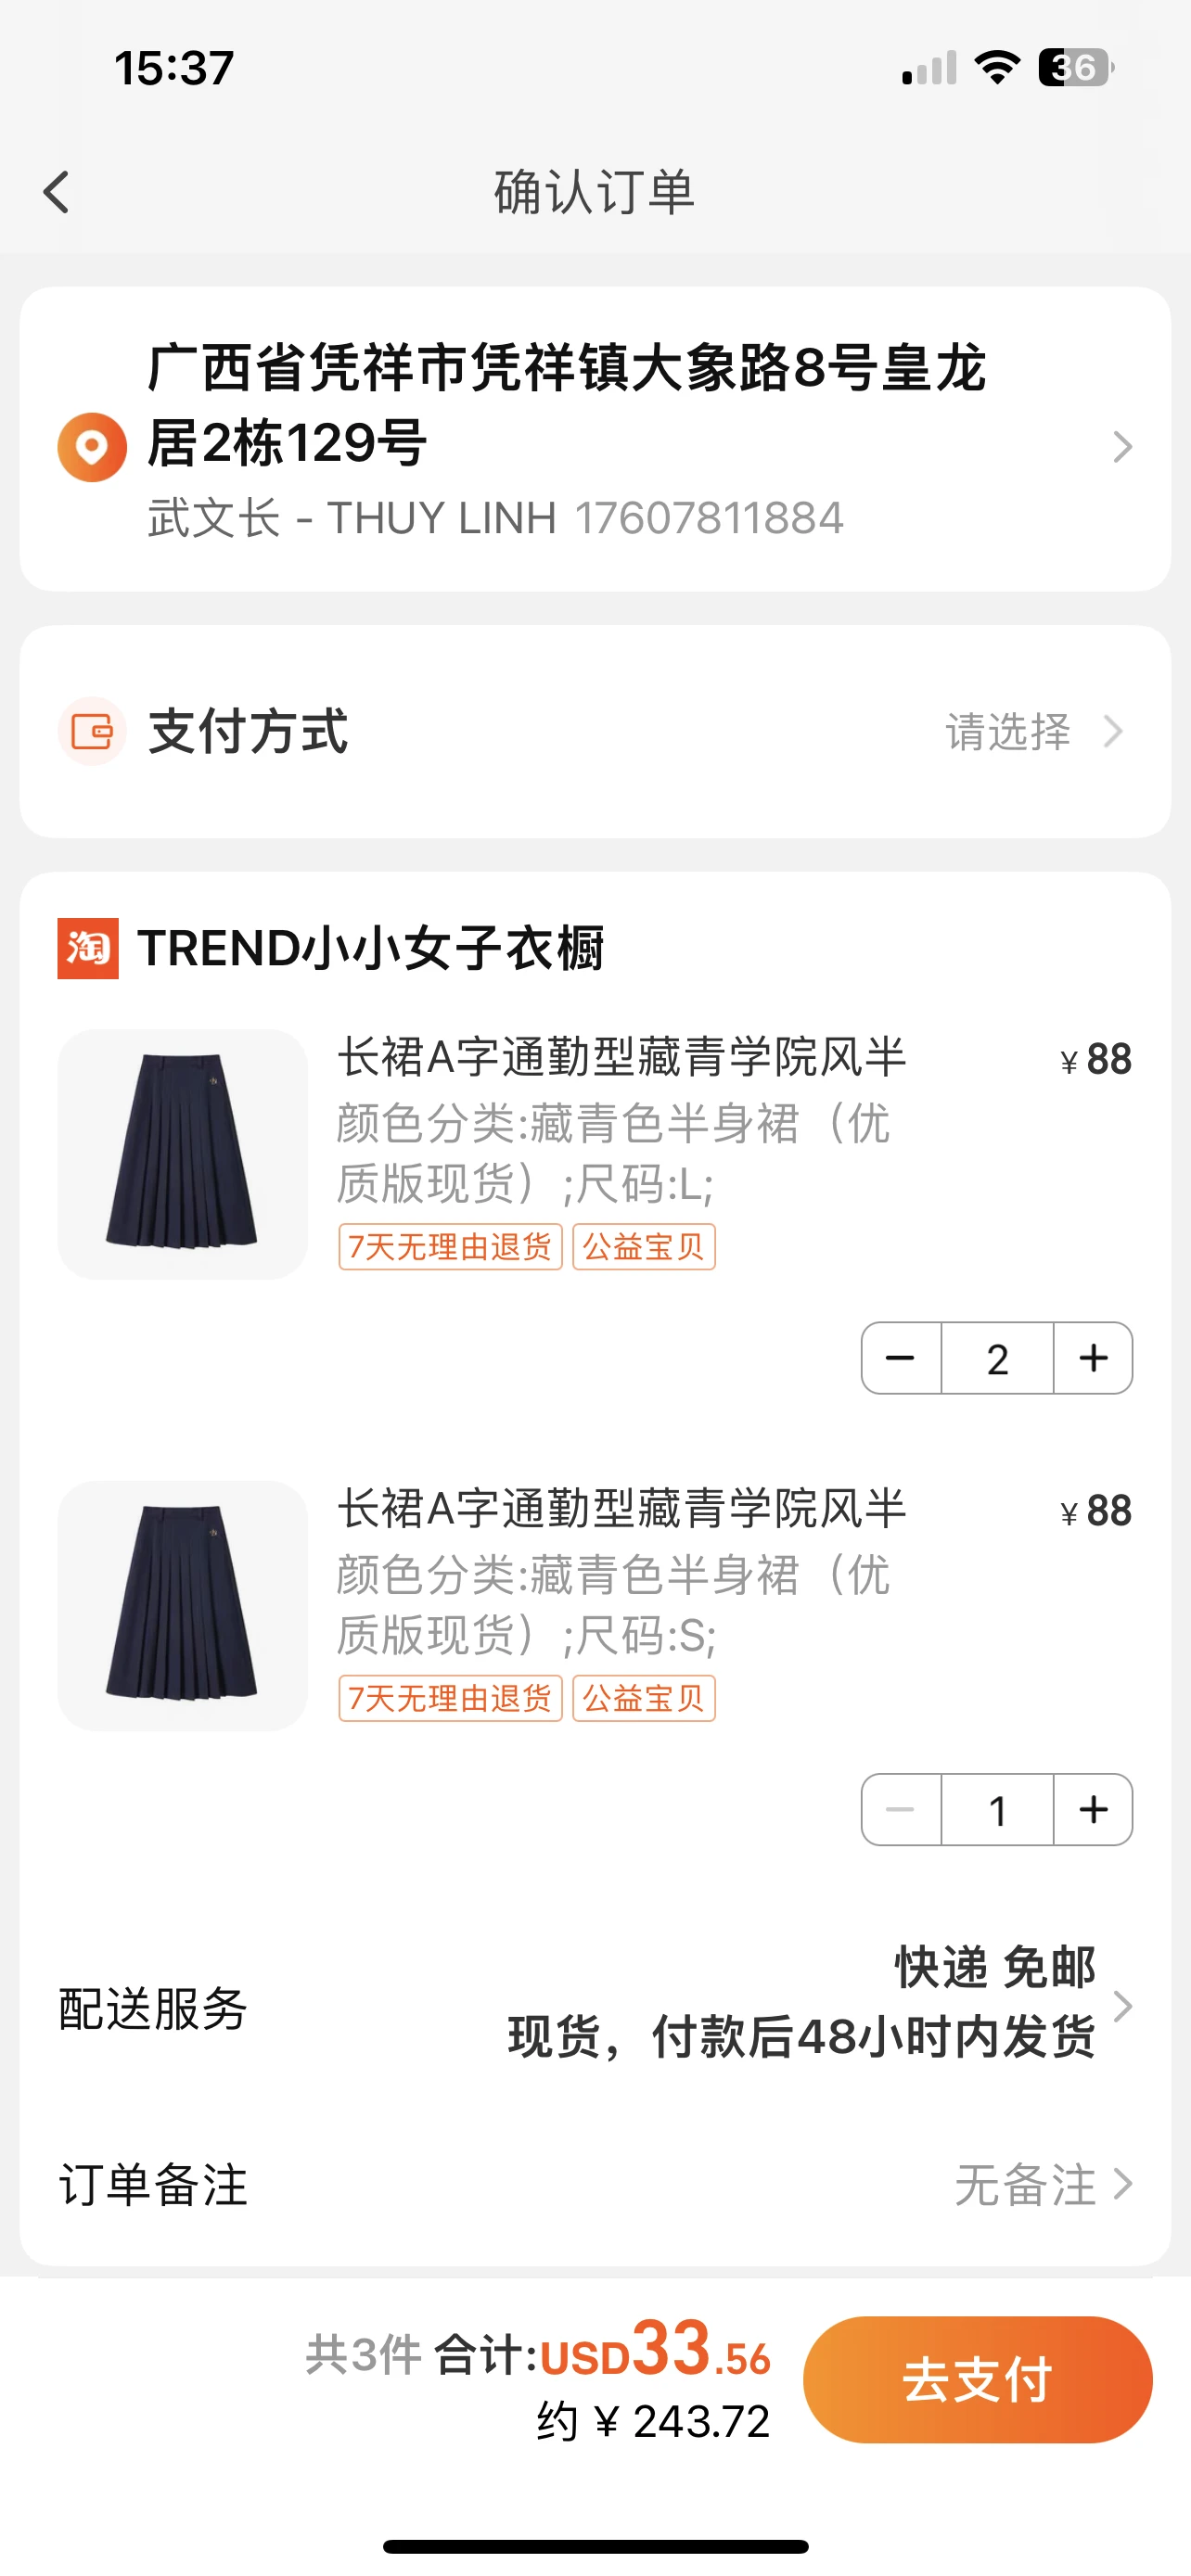 15:37
36
确认订单
广西省凭祥市凭祥镇大象路8号皇龙
居2栋129号
武文长 - THUY LINH 17607811884
支付方式 请选择
淘 TREND小小女子衣橱
长裙A字通勤型藏青学院风半 ¥88
颜色分类:藏青色半身裙（优
质版现货）;尺码:L;
7天无理由退货 公益宝贝
2
长裙A字通勤型藏青学院风半 ¥88
颜色分类:藏青色半身裙（优
质版现货）;尺码:S;
7天无理由退货 公益宝贝
1
快递 免邮
配送服务
现货，付款后48小时内发货
订单备注 无备注
共3件 合计:USD33.56
约 ¥ 243.72
去支付